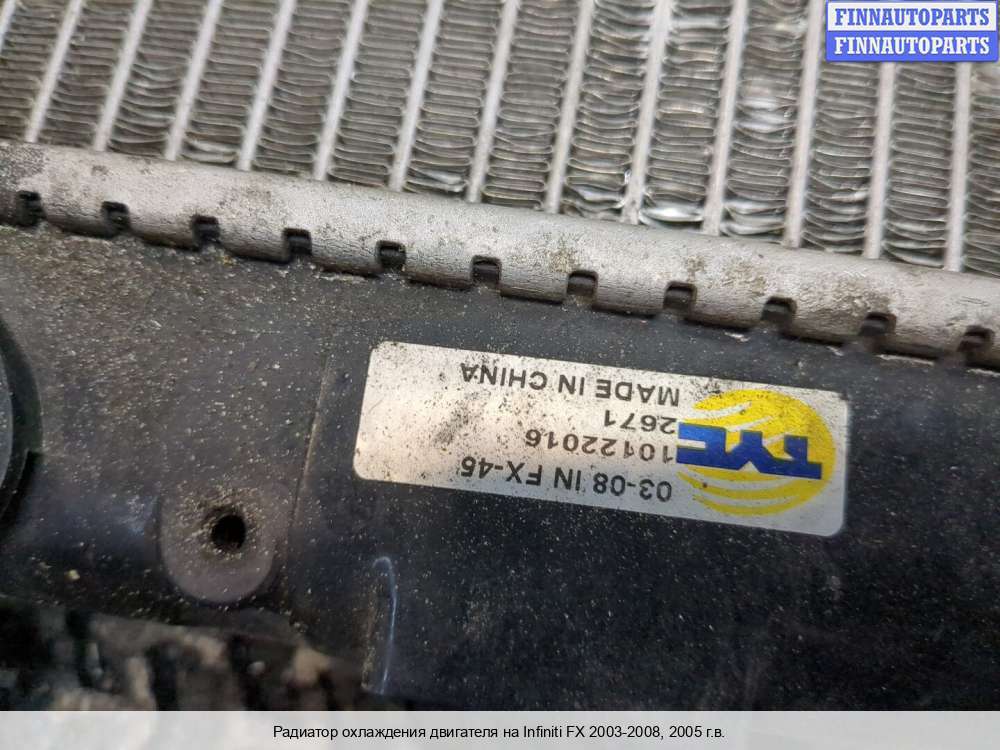 FINNAUTOPARTS
FINNAUTOPARTS
TYC
03-08 IN FX-45
10122016
2671
MADE IN CHINA
Радиатор охлаждения двигателя на Infiniti FX 2003-2008, 2005 г.в.